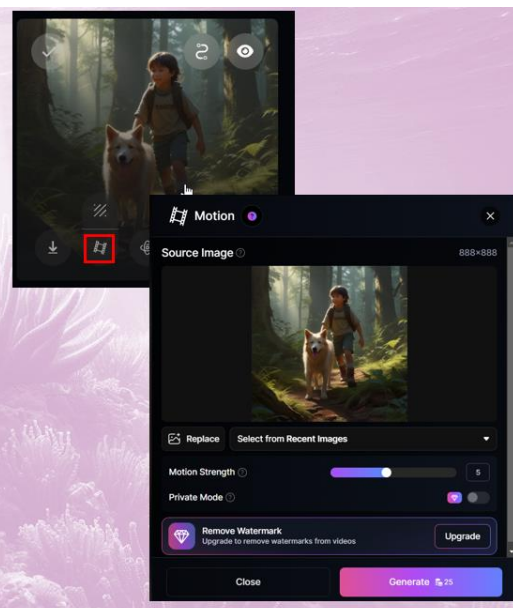 Motion
Source Image
888×888
Replace
Select from Recent Images
Motion Strength
5
Private Mode
Remove Watermark
Upgrade to remove watermarks from videos
Upgrade
Close
Generate 25